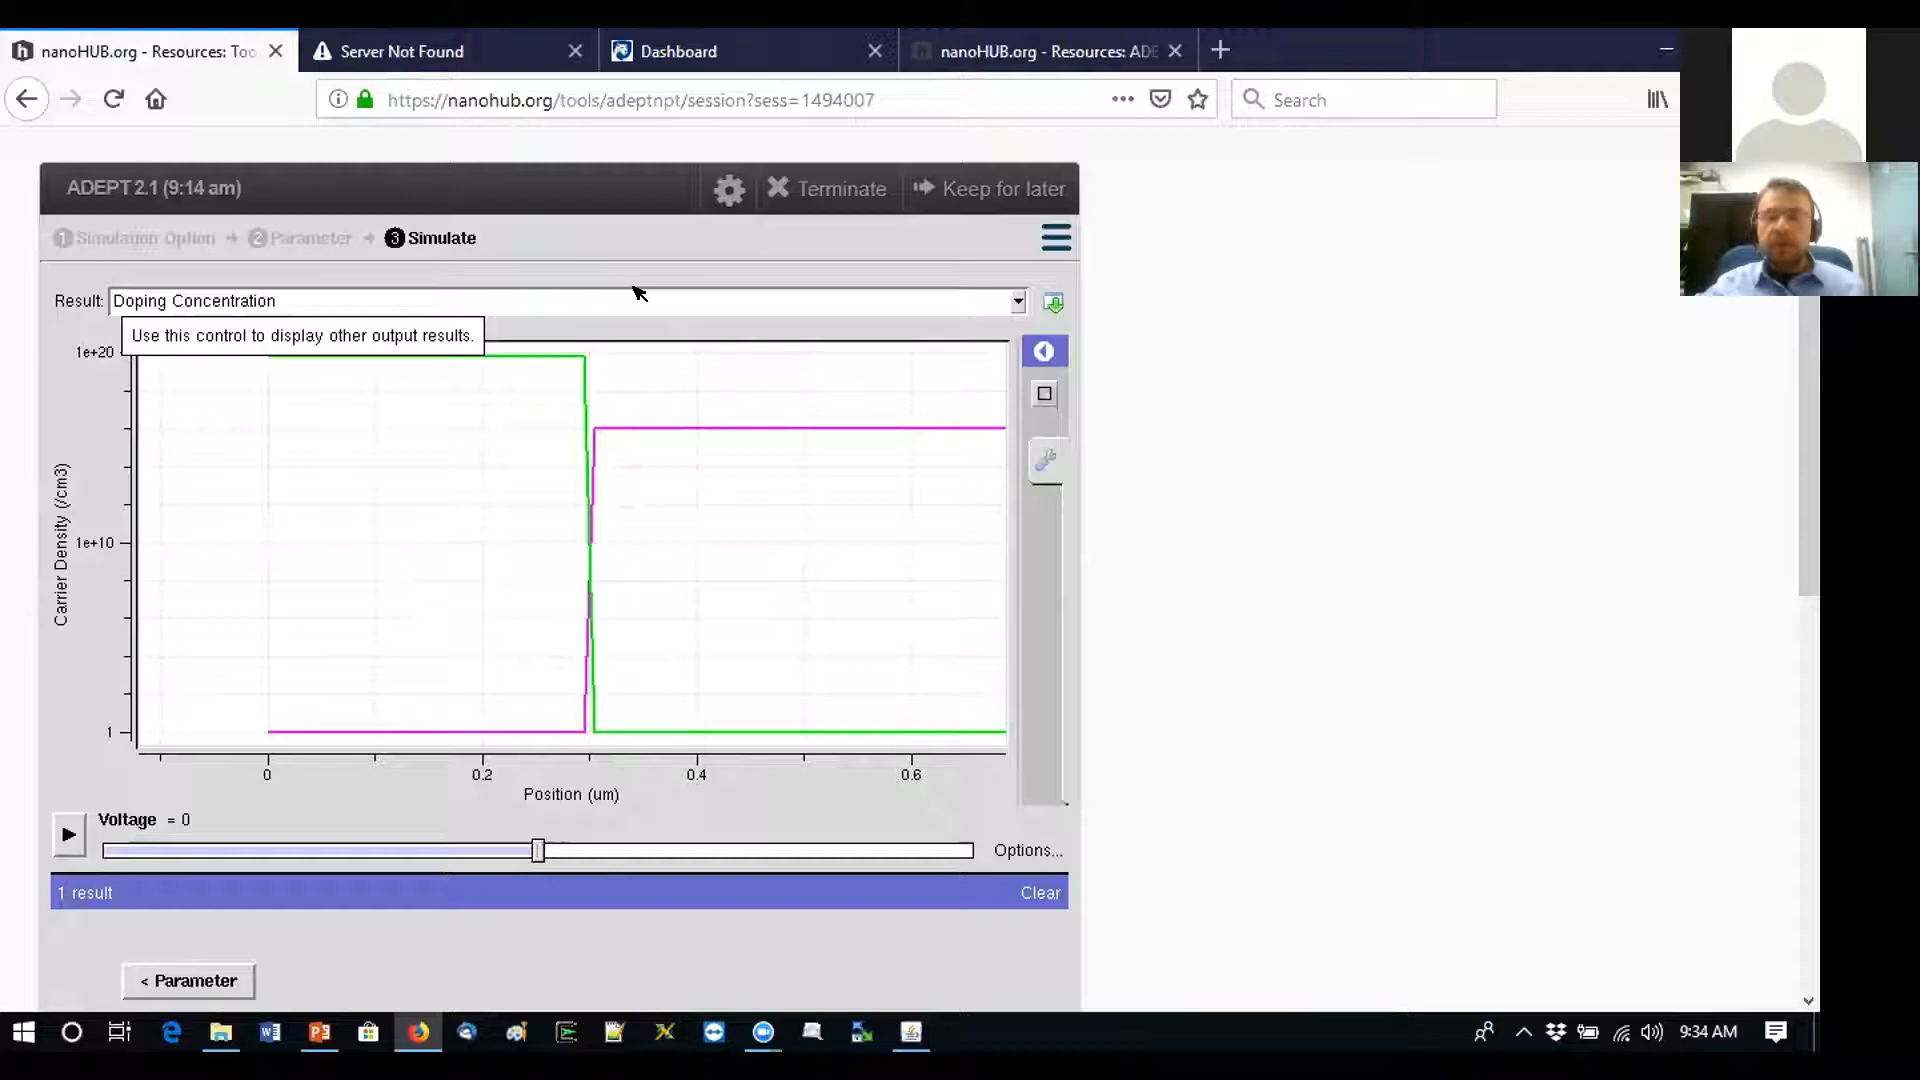 nanoHUB.org - Resources: Too
Server Not Found
Dashboard
nanoHUB.org - Resources: ADE
https://nanohub.org/tools/adeptnpt/session?sess=1494007
Search
ADEPT 2.1 (9:14 am)
Terminate
Keep for later
1 Simulation Option
2 Parameter
3 Simulate
Result: Doping Concentration
Use this control to display other output results.
Carrier Density (/cm3)
1e+20
1e+10
1
0
0.2
0.4
0.6
Position (um)
Voltage = 0
Options...
1 result
Clear
< Parameter
9:34 AM